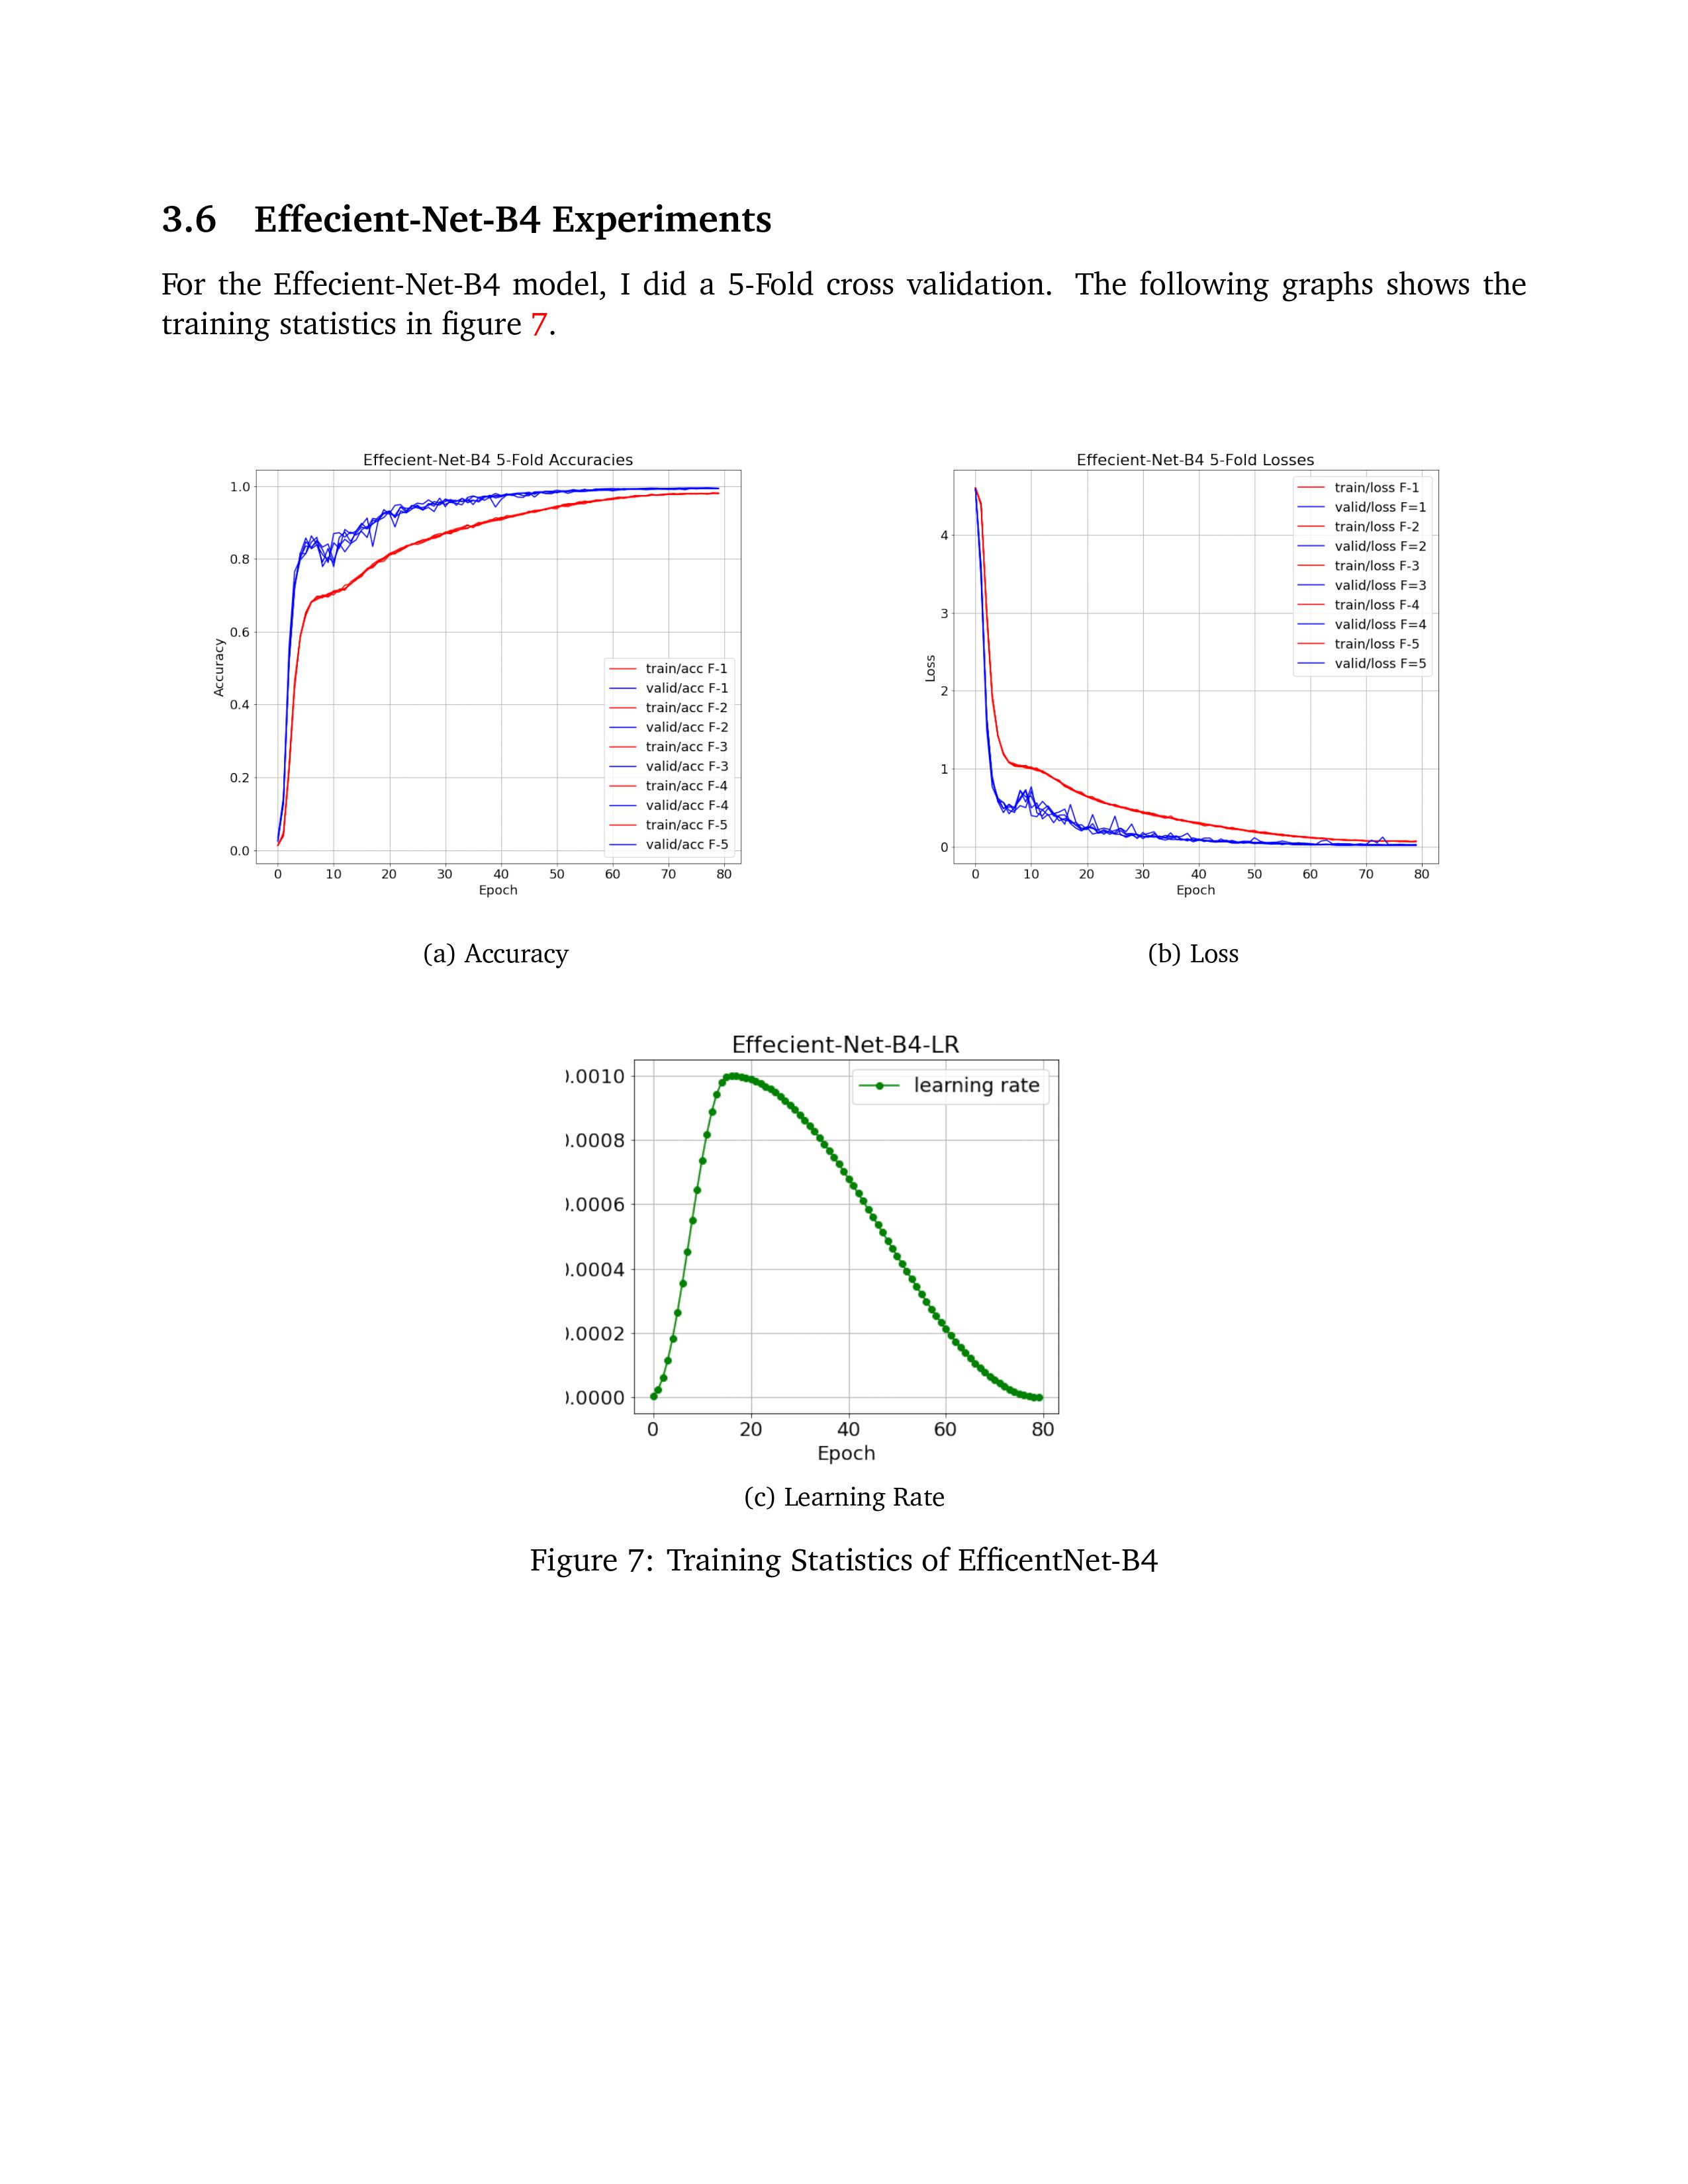 3.6 Effecient-Net-B4 Experiments
For the Effecient-Net-B4 model, I did a 5-Fold cross validation. The following graphs shows the
training statistics in figure 7.
Effecient-Net-B4 5-Fold Accuracies
1.0
0.8
0.6
0.4
0.2
0.0
Accuracy
train/acc F-1
valid/acc F-1
train/acc F-2
valid/acc F-2
train/acc F-3
valid/acc F-3
train/acc F-4
valid/acc F-4
train/acc F-5
valid/acc F-5
0 10 20 30 40 50 60 70 80
Epoch
(a) Accuracy
Effecient-Net-B4 5-Fold Losses
4
3
2
1
0
Loss
train/loss F-1
valid/loss F=1
train/loss F-2
valid/loss F=2
train/loss F-3
valid/loss F=3
train/loss F-4
valid/loss F=4
train/loss F-5
valid/loss F=5
0 10 20 30 40 50 60 70 80
Epoch
(b) Loss
Effecient-Net-B4-LR
learning rate
.0010
.0008
.0006
.0004
.0002
.0000
0 20 40 60 80
Epoch
(c) Learning Rate
Figure 7: Training Statistics of EfficentNet-B4